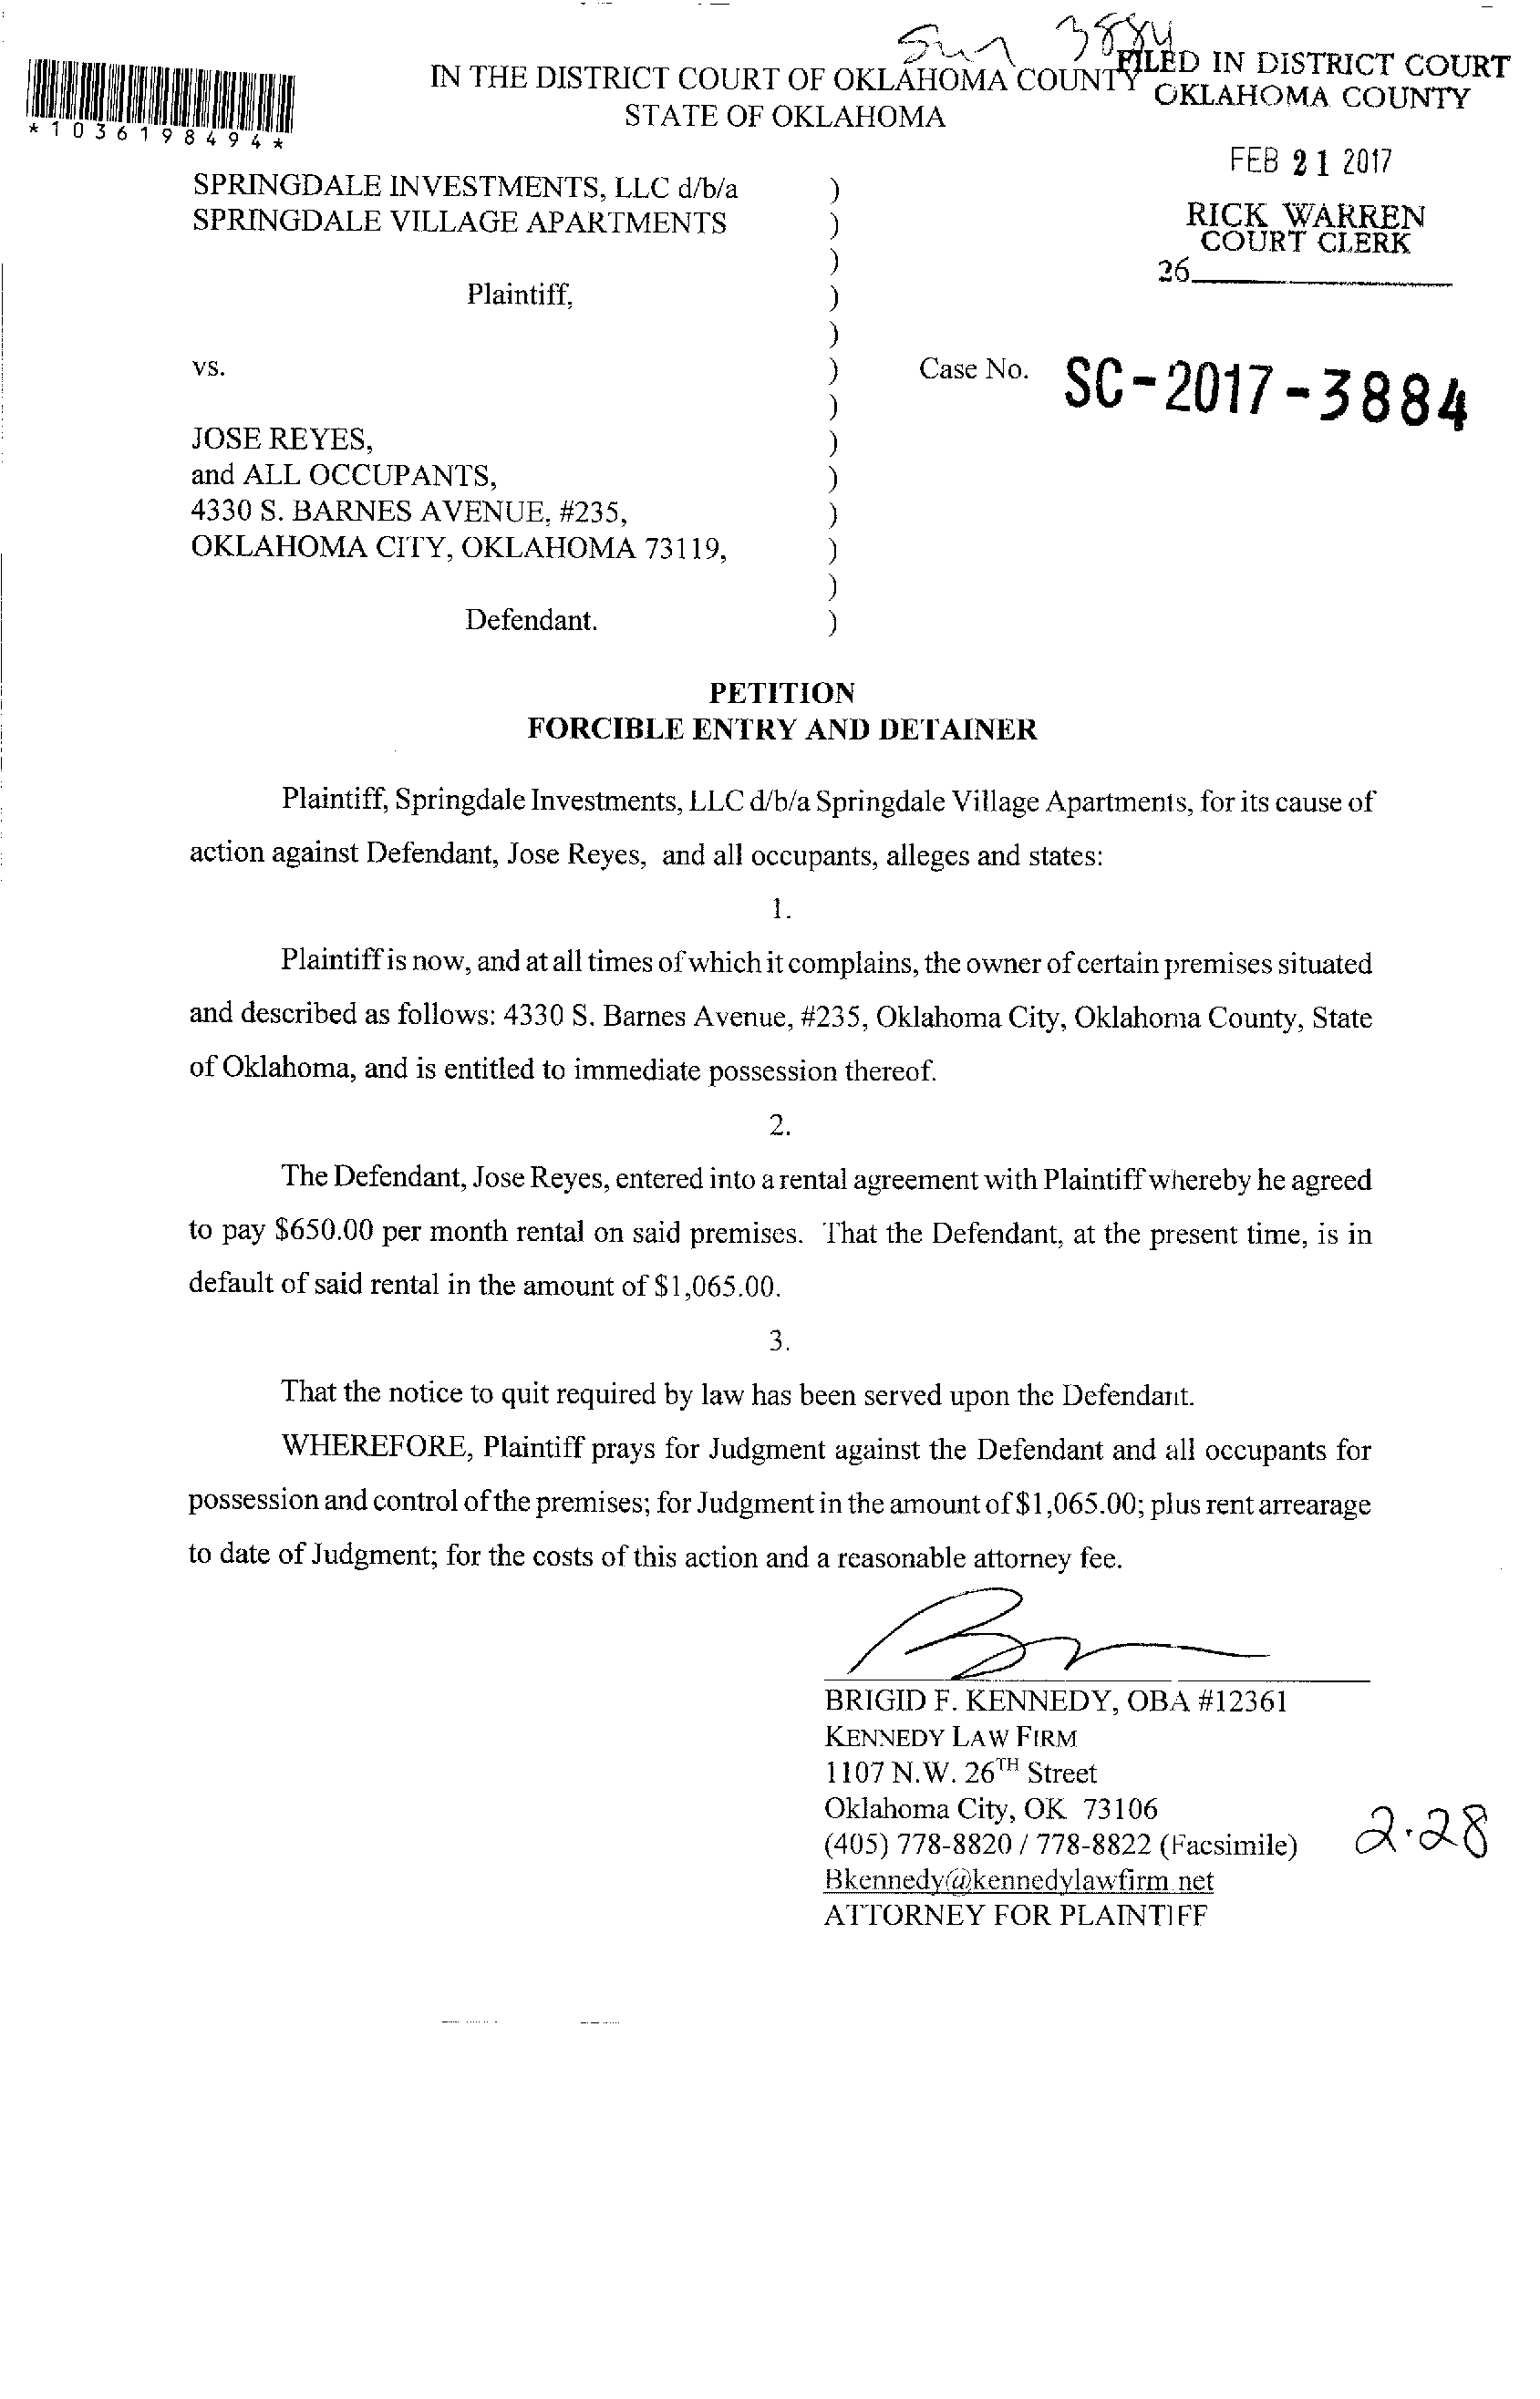 3884
IN THE DISTRICT COURT OF OKLAHOMA COUNTY
STATE OF OKLAHOMA
FILED IN DISTRICT COURT
OKLAHOMA COUNTY
*1036198494*
FEB 21 2017
RICK WARREN
COURT CLERK
26
SPRINGDALE INVESTMENTS, LLC d/b/a )
SPRINGDALE VILLAGE APARTMENTS )
)
Plaintiff, )
)
vs. ) Case No. SC-2017-3884
)
JOSE REYES, )
and ALL OCCUPANTS, )
4330 S. BARNES AVENUE, #235, )
OKLAHOMA CITY, OKLAHOMA 73119, )
)
Defendant. )
PETITION
FORCIBLE ENTRY AND DETAINER
Plaintiff, Springdale Investments, LLC d/b/a Springdale Village Apartments, for its cause of
action against Defendant, Jose Reyes, and all occupants, alleges and states:
1.
Plaintiff is now, and at all times of which it complains, the owner of certain premises situated
and described as follows: 4330 S. Barnes Avenue, #235, Oklahoma City, Oklahoma County, State
of Oklahoma, and is entitled to immediate possession thereof.
2.
The Defendant, Jose Reyes, entered into a rental agreement with Plaintiff whereby he agreed
to pay $650.00 per month rental on said premises. That the Defendant, at the present time, is in
default of said rental in the amount of $1,065.00.
3.
That the notice to quit required by law has been served upon the Defendant.
WHEREFORE, Plaintiff prays for Judgment against the Defendant and all occupants for
possession and control of the premises; for Judgment in the amount of $1,065.00; plus rent arrearage
to date of Judgment; for the costs of this action and a reasonable attorney fee.
BRIGID F. KENNEDY, OBA #12361
KENNEDY LAW FIRM
1107 N.W. 26TH Street
Oklahoma City, OK 73106
(405) 778-8820 / 778-8822 (Facsimile)
Bkennedy@kennedylawfirm.net
ATTORNEY FOR PLAINTIFF
2.28